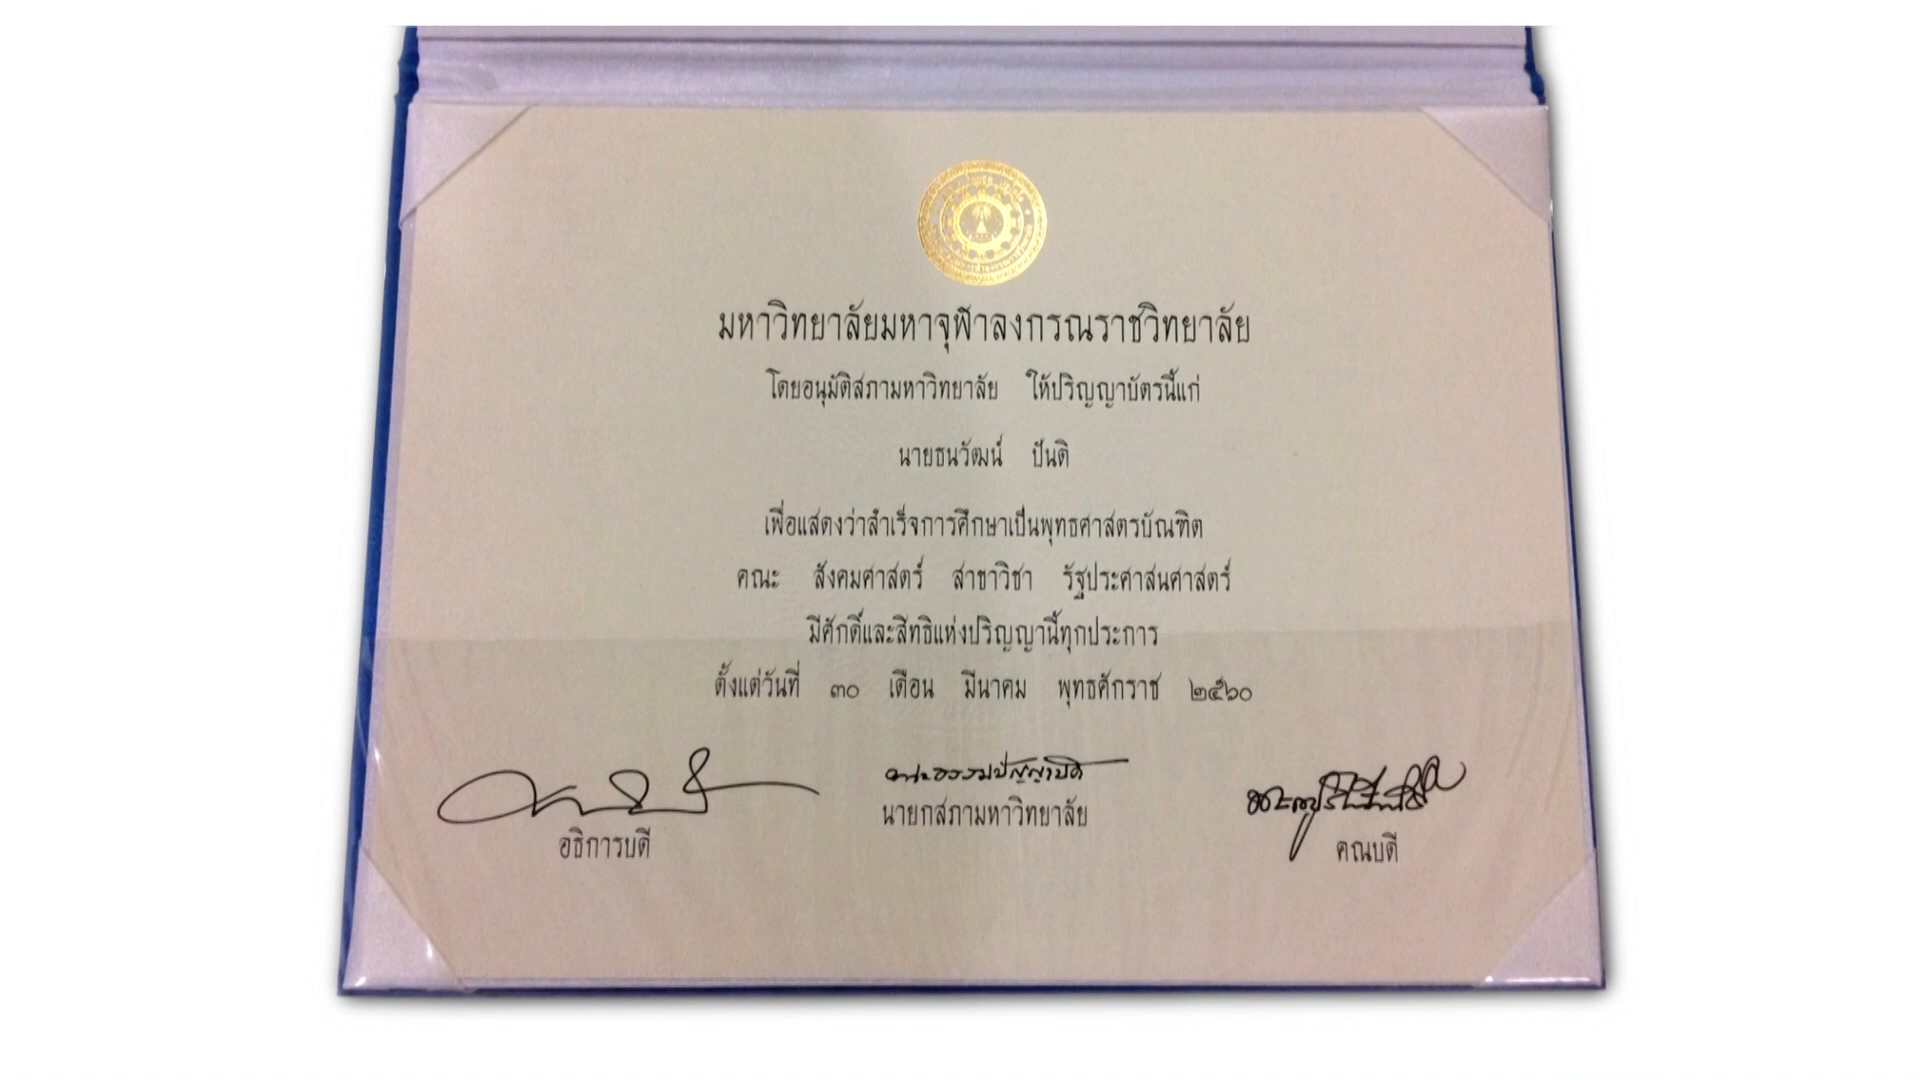 มหาวิทยาลัยมหาจุฬาลงกรณราชวิทยาลัย
โดยอนุมัติสภามหาวิทยาลัย ให้ปริญญาบัตรนี้แก่
นายธนวัฒน์ ปันดิ
เพื่อแสดงว่าสำเร็จการศึกษาเป็นพุทธศาสตรบัณฑิต
คณะ สังคมศาสตร์ สาขาวิชา รัฐประศาสนศาสตร์
มีศักดิ์และสิทธิแห่งปริญญานี้ทุกประการ
ตั้งแต่วันที่ ๓๐ เดือน มีนาคม พุทธศักราช ๒๕๖๐
นายกสภามหาวิทยาลัย
อธิการบดี
คณบดี